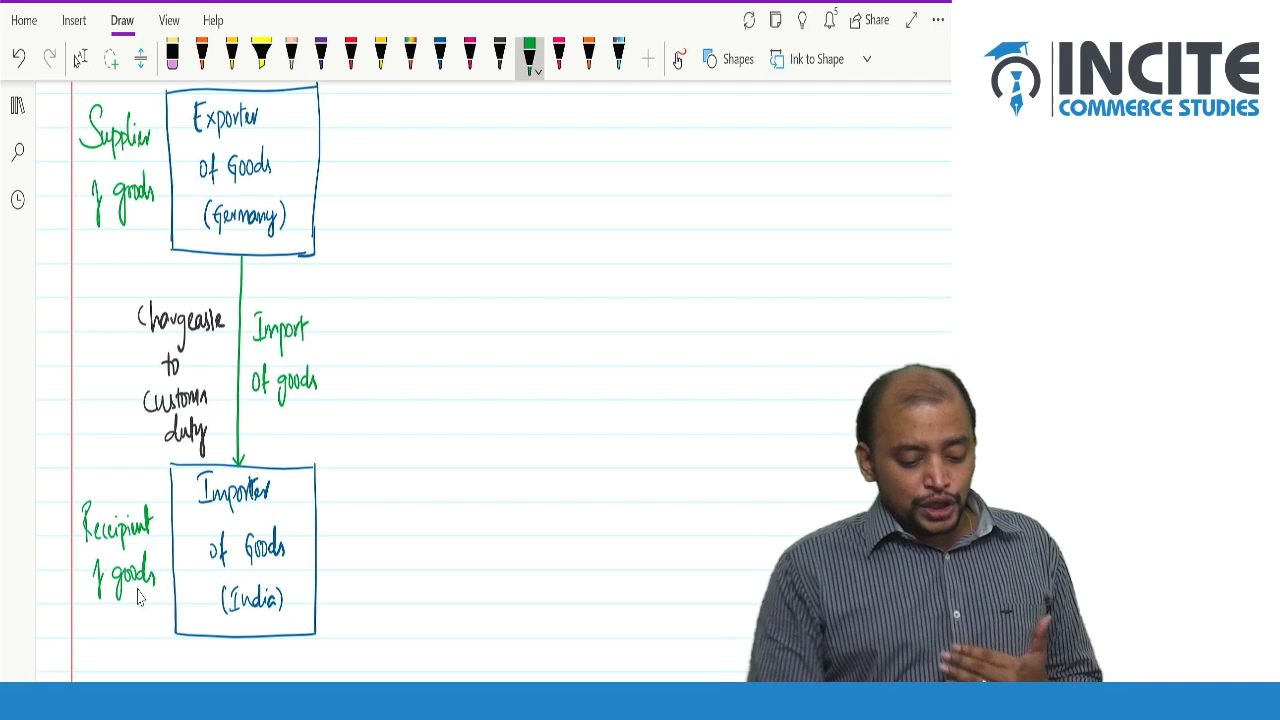 Home Insert Draw View Help
5
Share
Shapes
Ink to Shape
INCITE
COMMERCE STUDIES
Supplier
of goods
Exporter
of Goods
(Germany)
Chargeable
to
Customs
duty
Import
of goods
Recipient
of goods
Importer
of Goods
(India)